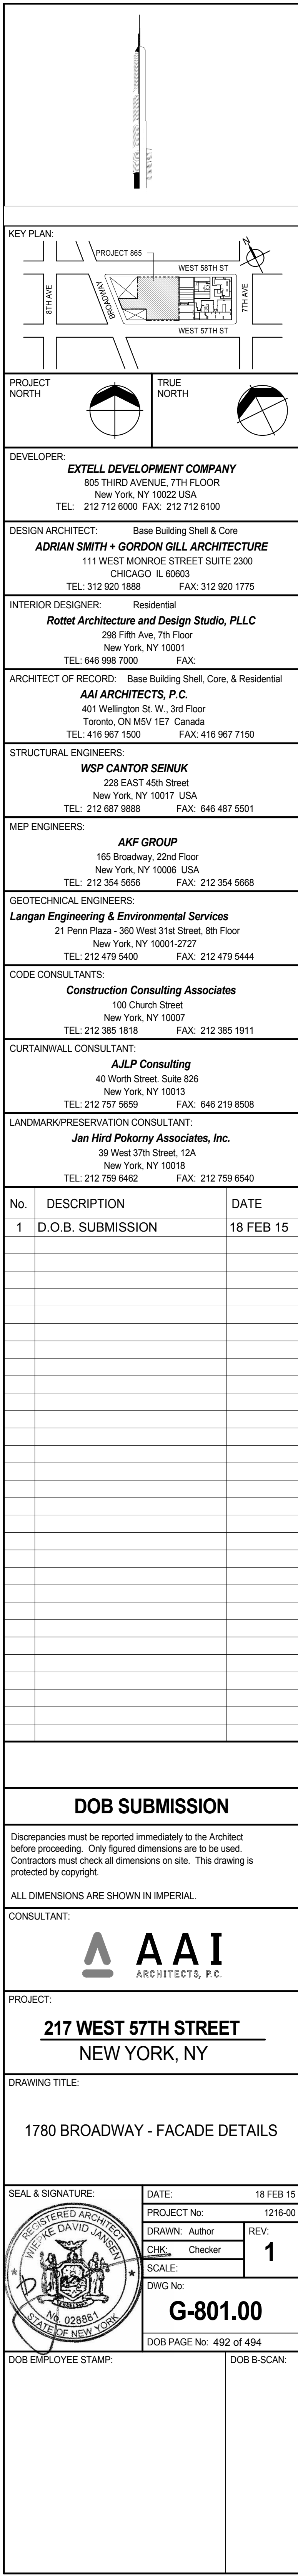 KEY PLAN:
N
PROJECT 865
WEST 58TH ST
8TH AVE
BROADWAY
7TH AVE
WEST 57TH ST
PROJECT
NORTH
TRUE
NORTH
DEVELOPER:
EXTELL DEVELOPMENT COMPANY
805 THIRD AVENUE, 7TH FLOOR
New York, NY 10022 USA
TEL: 212 712 6000 FAX: 212 712 6100
DESIGN ARCHITECT: Base Building Shell & Core
ADRIAN SMITH + GORDON GILL ARCHITECTURE
111 WEST MONROE STREET SUITE 2300
CHICAGO IL 60603
TEL: 312 920 1888 FAX: 312 920 1775
INTERIOR DESIGNER: Residential
Rottet Architecture and Design Studio, PLLC
298 Fifth Ave, 7th Floor
New York, NY 10001
TEL: 646 998 7000 FAX:
ARCHITECT OF RECORD: Base Building Shell, Core, & Residential
AAI ARCHITECTS, P.C.
401 Wellington St. W., 3rd Floor
Toronto, ON M5V 1E7 Canada
TEL: 416 967 1500 FAX: 416 967 7150
STRUCTURAL ENGINEERS:
WSP CANTOR SEINUK
228 EAST 45th Street
New York, NY 10017 USA
TEL: 212 687 9888 FAX: 646 487 5501
MEP ENGINEERS:
AKF GROUP
165 Broadway, 22nd Floor
New York, NY 10006 USA
TEL: 212 354 5656 FAX: 212 354 5668
GEOTECHNICAL ENGINEERS:
Langan Engineering & Environmental Services
21 Penn Plaza - 360 West 31st Street, 8th Floor
New York, NY 10001-2727
TEL: 212 479 5400 FAX: 212 479 5444
CODE CONSULTANTS:
Construction Consulting Associates
100 Church Street
New York, NY 10007
TEL: 212 385 1818 FAX: 212 385 1911
CURTAINWALL CONSULTANT:
AJLP Consulting
40 Worth Street. Suite 826
New York, NY 10013
TEL: 212 757 5659 FAX: 646 219 8508
LANDMARK/PRESERVATION CONSULTANT:
Jan Hird Pokorny Associates, Inc.
39 West 37th Street, 12A
New York, NY 10018
TEL: 212 759 6462 FAX: 212 759 6540
No. DESCRIPTION DATE
1 D.O.B. SUBMISSION 18 FEB 15
DOB SUBMISSION
Discrepancies must be reported immediately to the Architect
before proceeding. Only figured dimensions are to be used.
Contractors must check all dimensions on site. This drawing is
protected by copyright.
ALL DIMENSIONS ARE SHOWN IN IMPERIAL.
CONSULTANT:
AAI
ARCHITECTS, P.C.
PROJECT:
217 WEST 57TH STREET
NEW YORK, NY
DRAWING TITLE:
1780 BROADWAY - FACADE DETAILS
SEAL & SIGNATURE:
REGISTERED ARCHITECT
DAVID JANSEN
No. 028881
STATE OF NEW YORK
DATE: 18 FEB 15
PROJECT No: 1216-00
DRAWN: Author
REV:
CHK: Checker
1
SCALE:
DWG No:
G-801.00
DOB PAGE No: 492 of 494
DOB EMPLOYEE STAMP:
DOB B-SCAN: